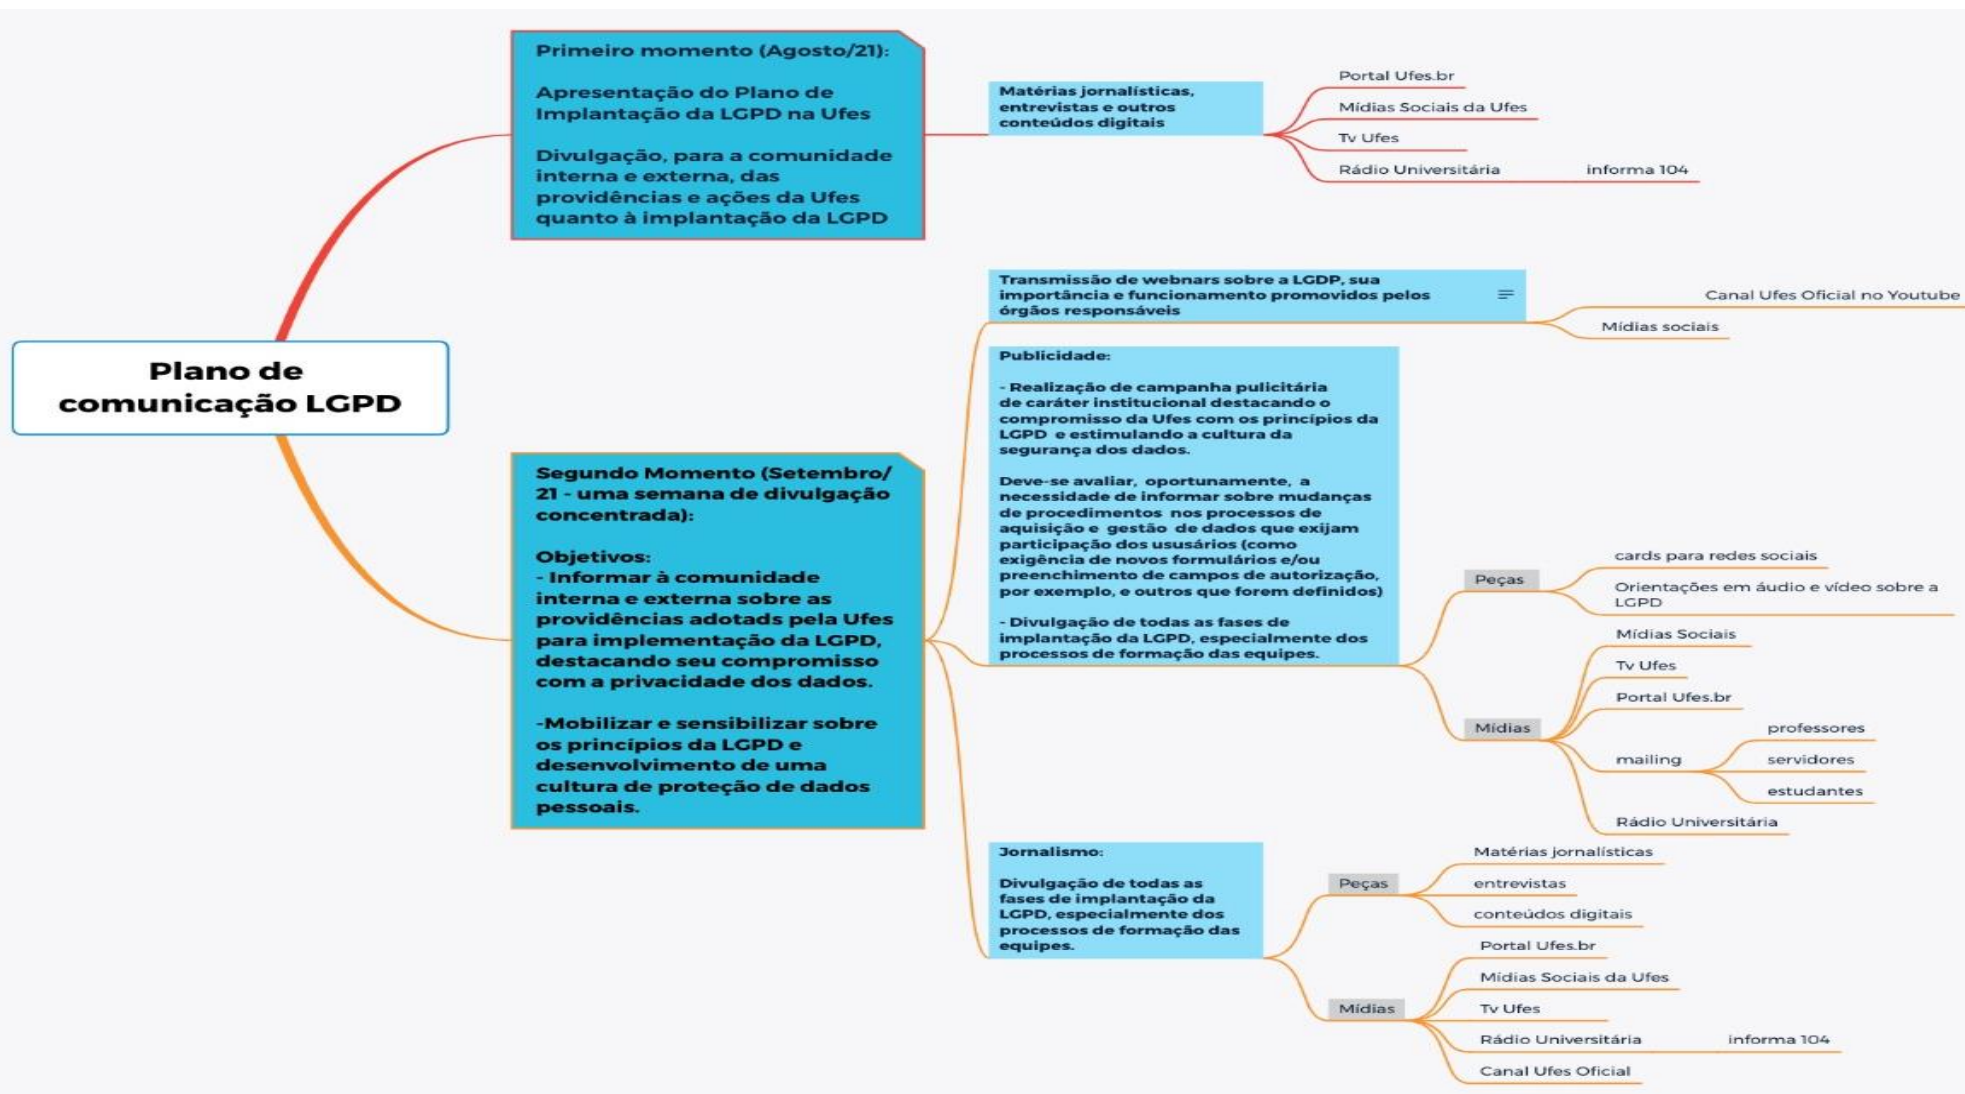 Plano de
comunicação LGPD
Primeiro momento (Agosto/21):
Apresentação do Plano de
Implantação da LGPD na Ufes
Divulgação, para a comunidade
interna e externa, das
providências e ações da Ufes
quanto à implantação da LGPD
Matérias jornalísticas,
entrevistas e outros
conteúdos digitais
Portal Ufes.br
Mídias Sociais da Ufes
Tv Ufes
Rádio Universitária informa 104
Segundo Momento (Setembro/
21 - uma semana de divulgação
concentrada):
Objetivos:
- Informar à comunidade
interna e externa sobre as
providências adotads pela Ufes
para implementação da LGPD,
destacando seu compromisso
com a privacidade dos dados.
-Mobilizar e sensibilizar sobre
os princípios da LGPD e
desenvolvimento de uma
cultura de proteção de dados
pessoais.
Transmissão de webnars sobre a LGDP, sua
importância e funcionamento promovidos pelos
órgãos responsáveis
Canal Ufes Oficial no Youtube
Mídias sociais
Publicidade:
- Realização de campanha pulicitária
de caráter institucional destacando o
compromisso da Ufes com os princípios da
LGPD e estimulando a cultura da
segurança dos dados.
Deve-se avaliar, oportunamente, a
necessidade de informar sobre mudanças
de procedimentos nos processos de
aquisição e gestão de dados que exijam
participação dos ususários (como
exigência de novos formulários e/ou
preenchimento de campos de autorização,
por exemplo, e outros que forem definidos)
- Divulgação de todas as fases de
implantação da LGPD, especialmente dos
processos de formação das equipes.
Peças
cards para redes sociais
Orientações em áudio e vídeo sobre a
LGPD
Mídias
Mídias Sociais
Tv Ufes
Portal Ufes.br
mailing
professores
servidores
estudantes
Rádio Universitária
Jornalismo:
Divulgação de todas as
fases de implantação da
LGPD, especialmente dos
processos de formação das
equipes.
Peças
Matérias jornalísticas
entrevistas
conteúdos digitais
Mídias
Portal Ufes.br
Mídias Sociais da Ufes
Tv Ufes
Rádio Universitária informa 104
Canal Ufes Oficial